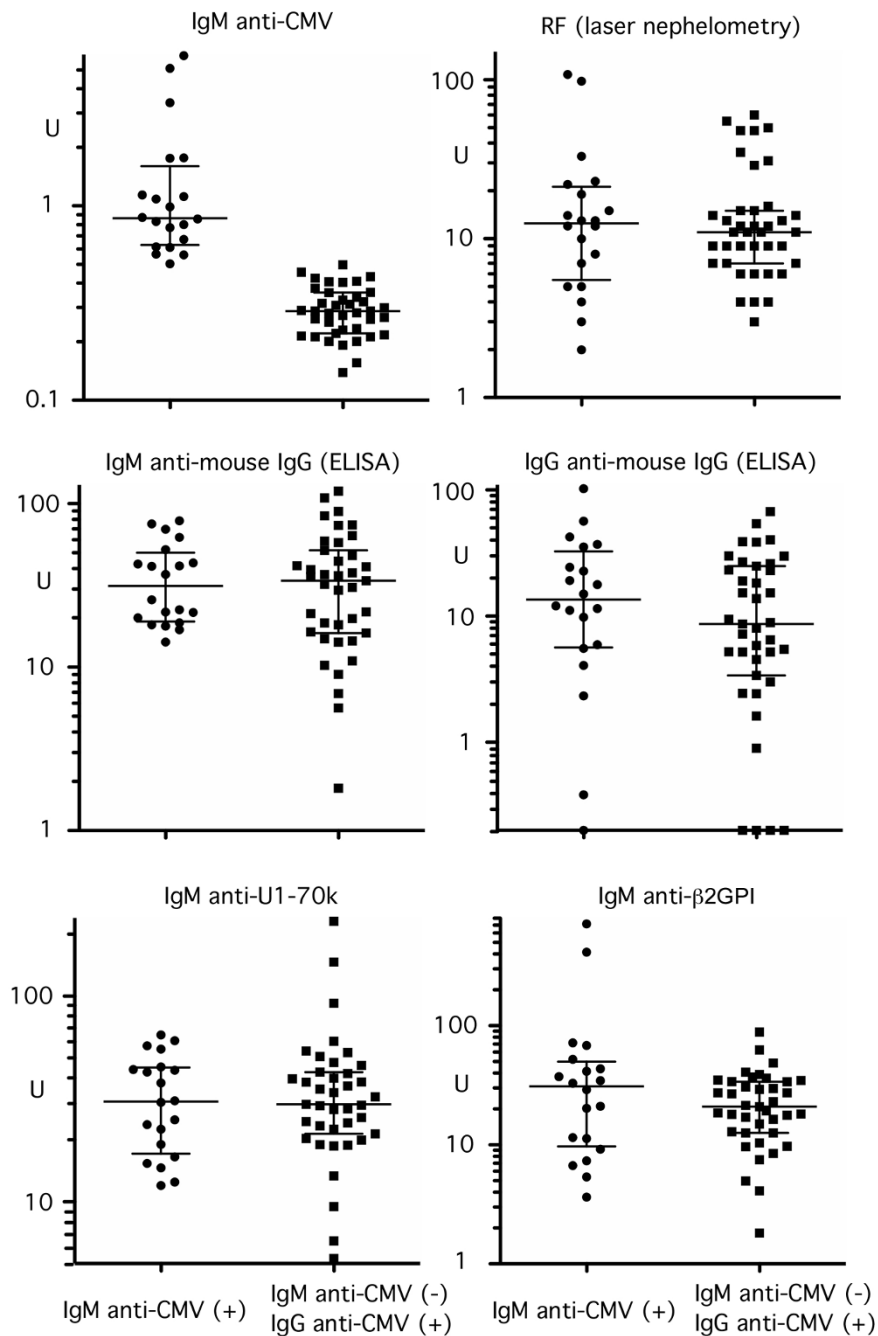 IgM anti-CMV
U
1
0.1
RF (laser nephelometry)
100
U
10
1
IgM anti-mouse IgG (ELISA)
100
U
10
1
IgG anti-mouse IgG (ELISA)
100
U
10
1
IgM anti-U1-70k
100
U
10
IgM anti-β2GPI
100
U
10
1
IgM anti-CMV (+)
IgM anti-CMV (-)
IgG anti-CMV (+)
IgM anti-CMV (+)
IgM anti-CMV (-)
IgG anti-CMV (+)